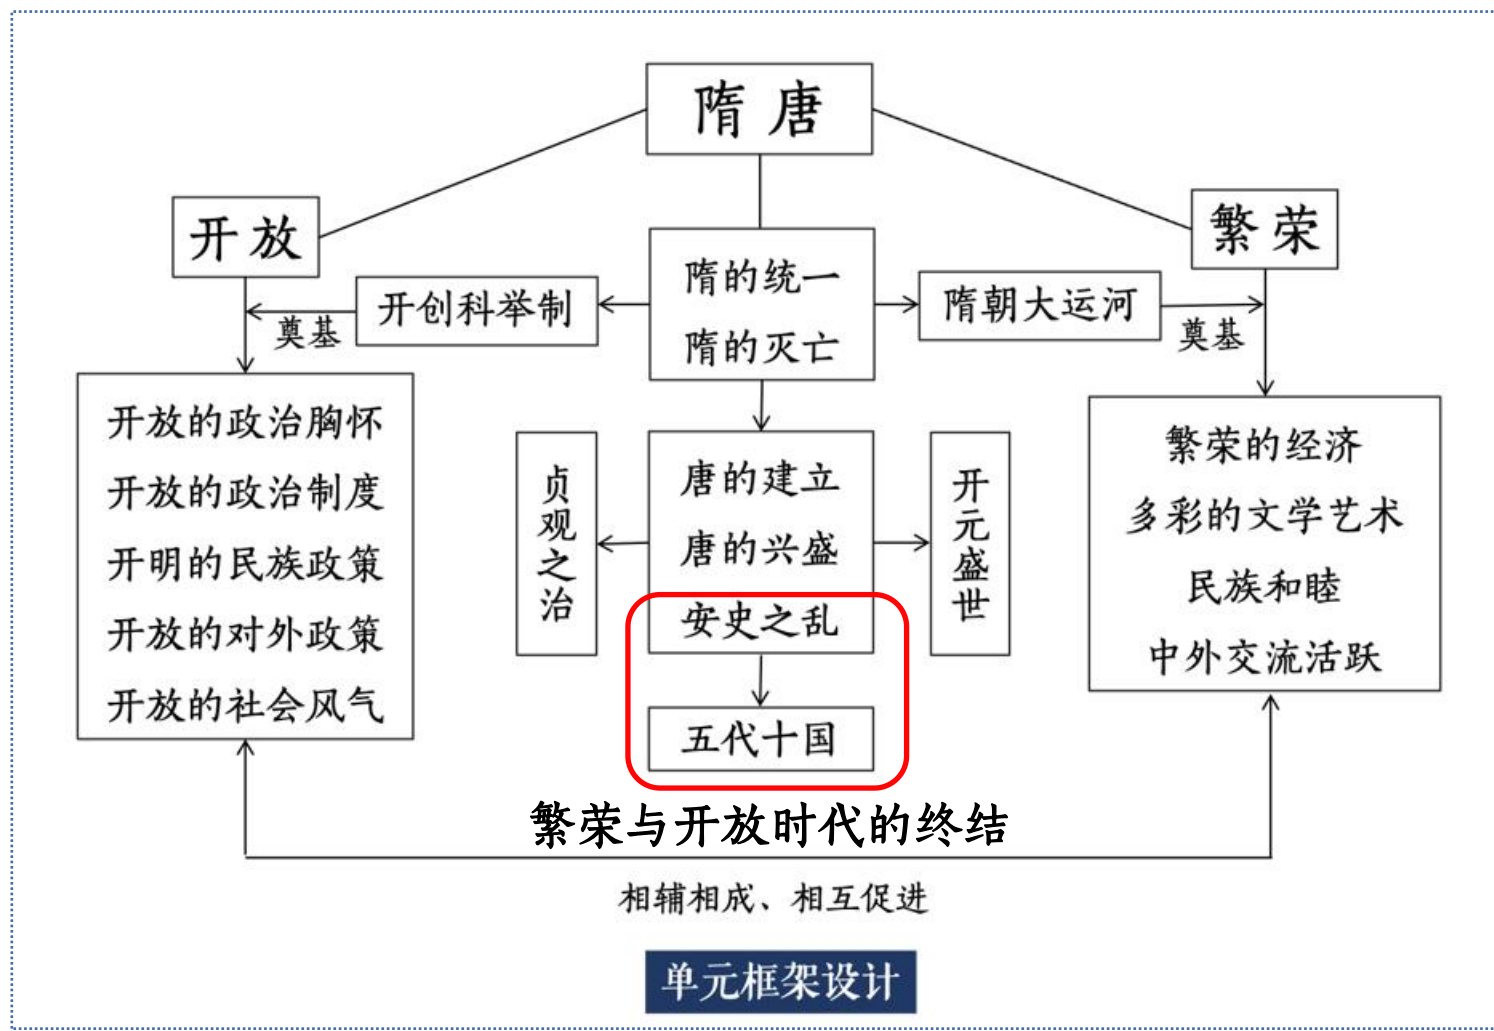 隋唐
开放
繁荣
隋的统一
隋的灭亡
开创科举制
奠基
隋朝大运河
奠基
开放的政治胸怀
开放的政治制度
开明的民族政策
开放的对外政策
开放的社会风气
贞观之治
唐的建立
唐的兴盛
安史之乱
开元盛世
繁荣的经济
多彩的文学艺术
民族和睦
中外交流活跃
五代十国
繁荣与开放时代的终结
相辅相成、相互促进
单元框架设计